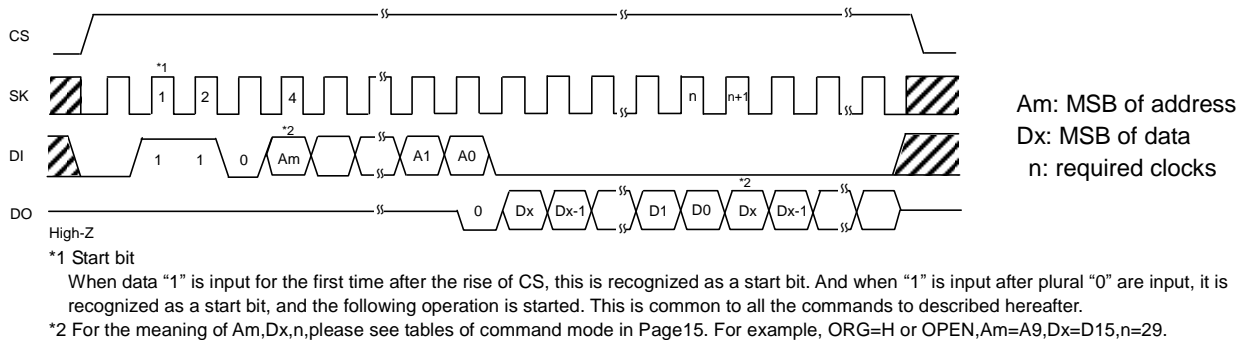 CS
SK
*1
1 2 4 n n+1
DI
*2
1 1 0 Am A1 A0
DO
*2
0 Dx Dx-1 D1 D0 Dx Dx-1
High-Z
Am: MSB of address
Dx: MSB of data
n: required clocks
*1 Start bit
When data “1” is input for the first time after the rise of CS, this is recognized as a start bit. And when “1” is input after plural “0” are input, it is
recognized as a start bit, and the following operation is started. This is common to all the commands to described hereafter.
*2 For the meaning of Am,Dx,n,please see tables of command mode in Page15. For example, ORG=H or OPEN,Am=A9,Dx=D15,n=29.